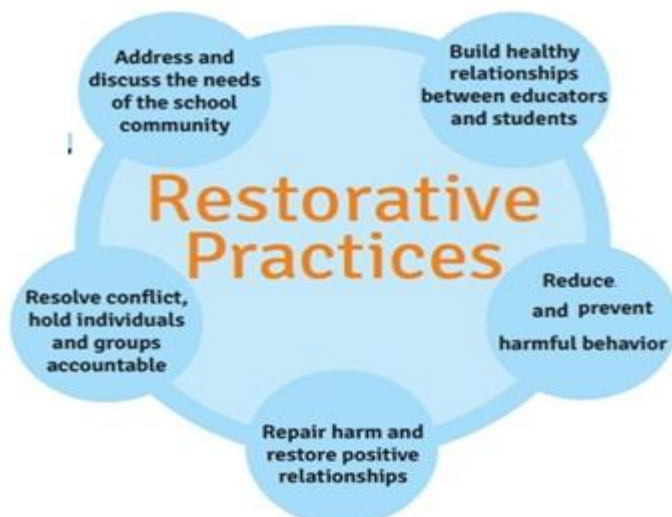 Address and
discuss the needs
of the school
community
Build healthy
relationships
between educators
and students
Restorative
Practices
Resolve conflict,
hold individuals
and groups
accountable
Reduce
and prevent
harmful behavior
Repair harm and
restore positive
relationships